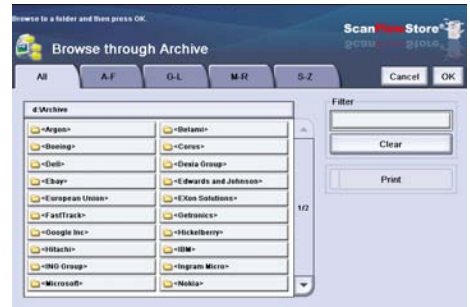 Browse to a folder and then press OK.
Browse through Archive
ScanFlowStore
All
A-F
G-L
M-R
S-Z
Cancel
OK
d:\Archive
Filter
<Argon>
<Belami>
<Boeing>
<Corus>
<Dell>
<Dexia Group>
<Ebay>
<Edwards and Johnson>
<European Union>
<EXon Solutions>
<FastTrack>
<Getronics>
<Google Inc>
<Hickelberry>
<Hitachi>
<IBM>
<ING Group>
<Ingram Micro>
<Microsoft>
<Nokia>
1/2
Clear
Print